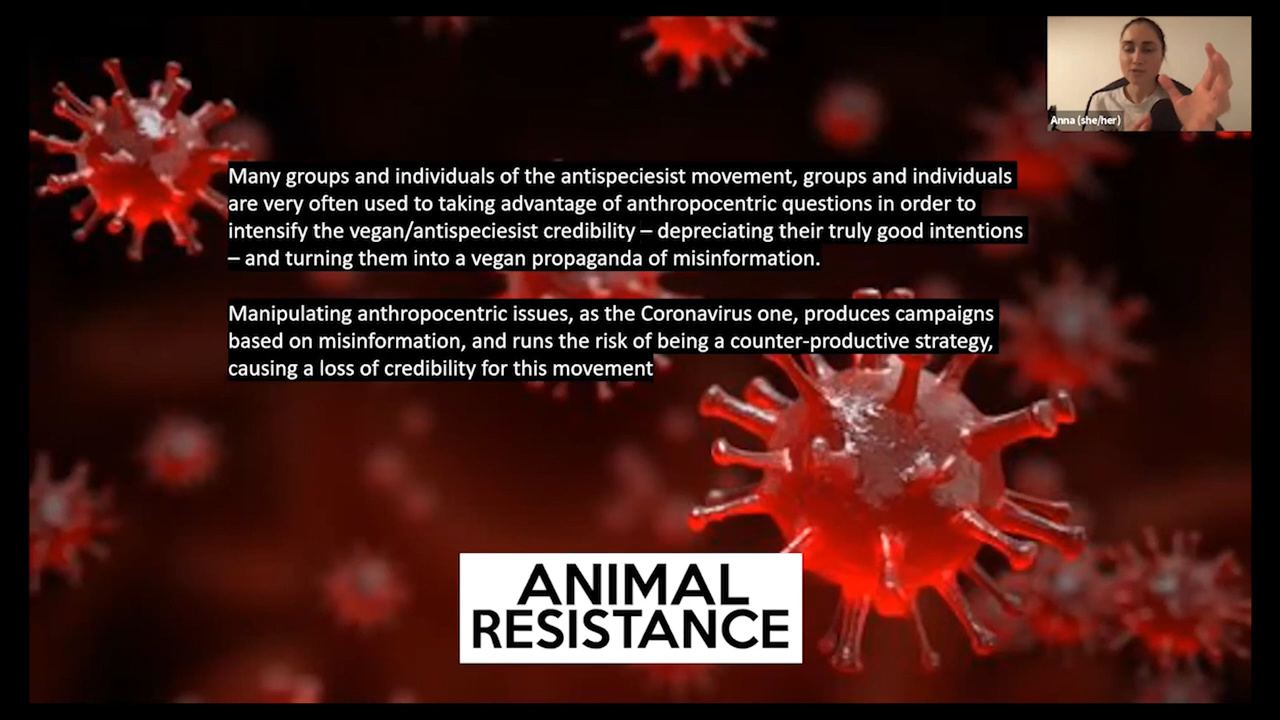 Anna (she/her)
Many groups and individuals of the antispeciesist movement, groups and individuals
are very often used to taking advantage of anthropocentric questions in order to
intensify the vegan/antispeciesist credibility – depreciating their truly good intentions
– and turning them into a vegan propaganda of misinformation.
Manipulating anthropocentric issues, as the Coronavirus one, produces campaigns
based on misinformation, and runs the risk of being a counter-productive strategy,
causing a loss of credibility for this movement
ANIMAL
RESISTANCE